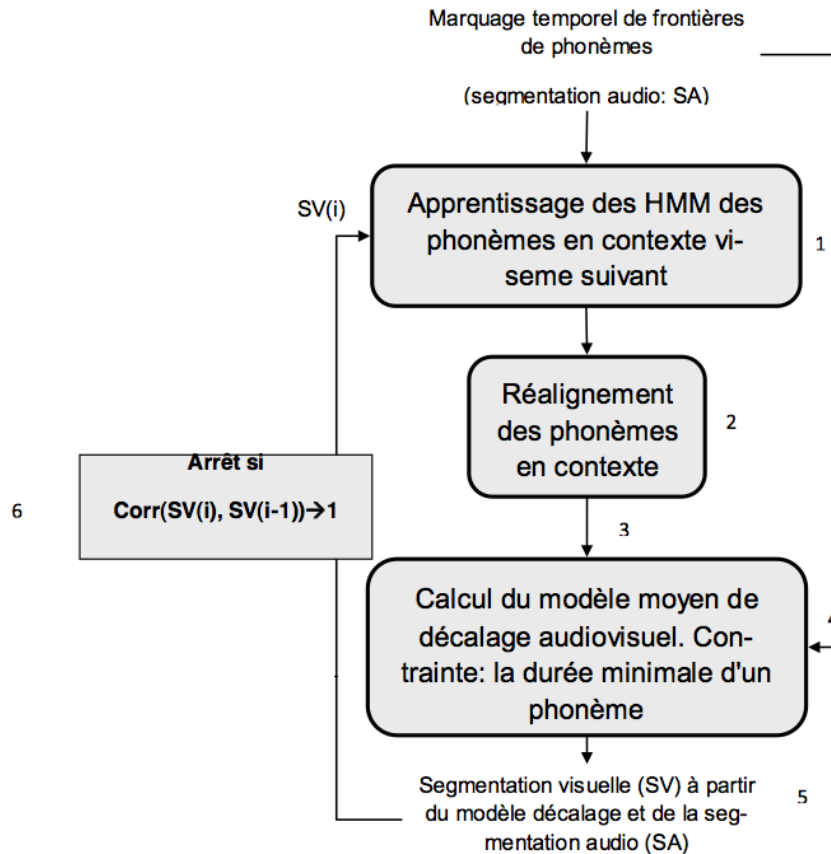 Marquage temporel de frontières
de phonèmes
(segmentation audio: SA)
SV(i)
Apprentissage des HMM des
phonèmes en contexte vi-
seme suivant
1
Réalignement
des phonèmes
en contexte
2
Arrêt si
Corr(SV(i), SV(i-1))→1
6
3
Calcul du modèle moyen de
décalage audiovisuel. Con-
trainte: la durée minimale d'un
phonème
4
Segmentation visuelle (SV) à partir
du modèle décalage et de la seg-
mentation audio (SA)
5